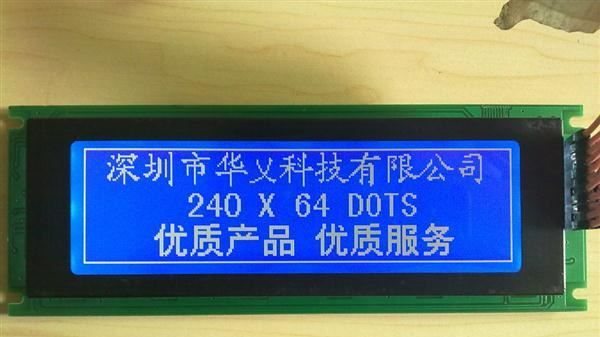 深圳市华乂科技有限公司
240 X 64 DOTS
优质产品 优质服务